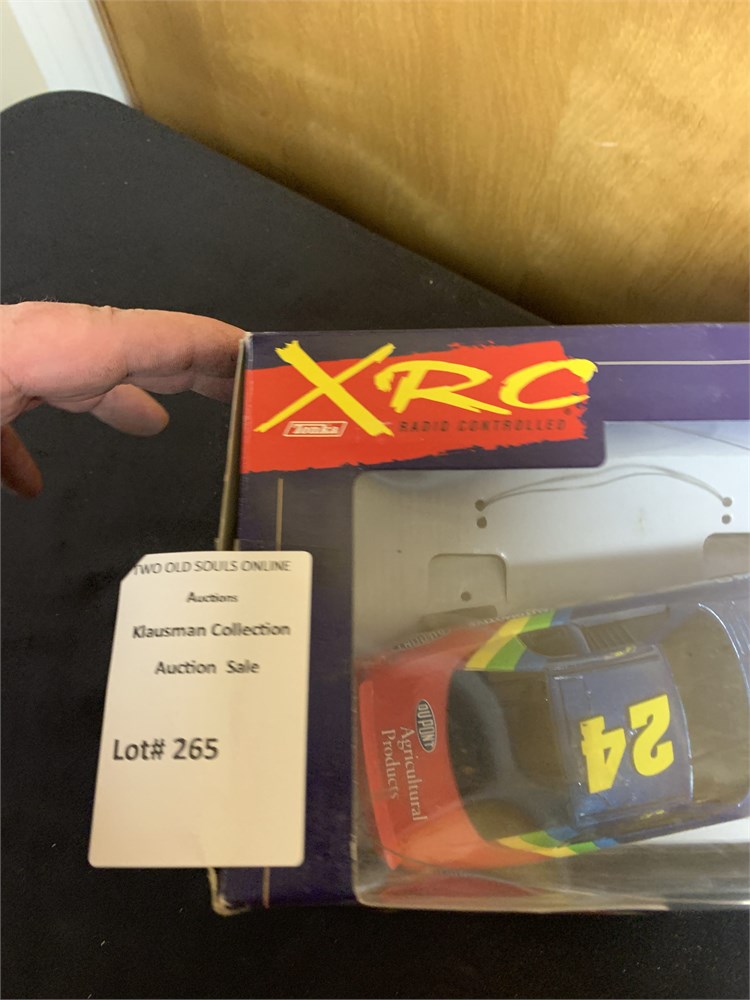 XRC
Tonka
RADIO CONTROLLED
TWO OLD SOULS ONLINE
Auctions
Klausman Collection
Auction Sale
Lot# 265
DUPONT
Agricultural
Products
24